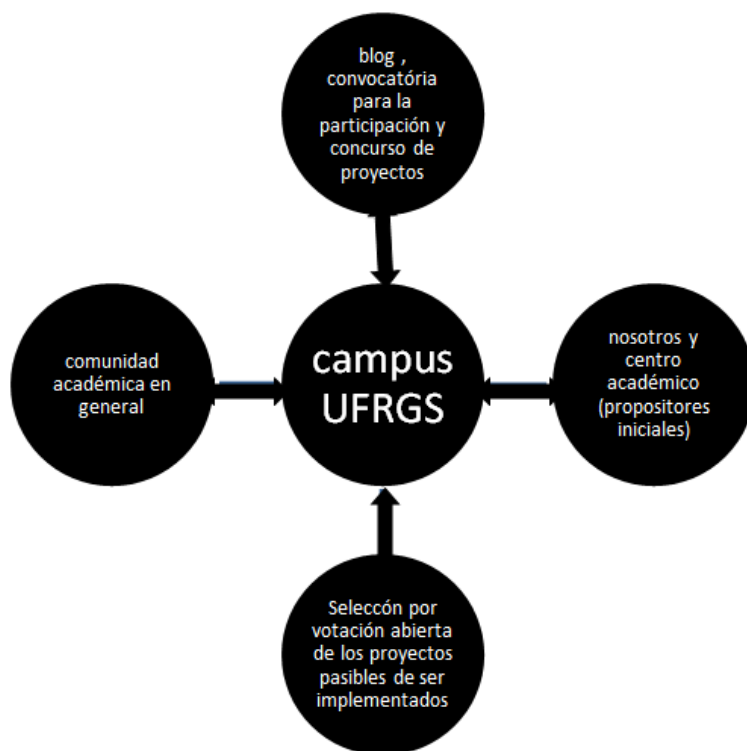 blog ,
convocatória
para la
participación y
concurso de
proyectos
comunidad
académica en
general
campus
UFRGS
nosotros y
centro
académico
(propositores
iniciales)
Seleccón por
votación abierta
de los proyectos
pasibles de ser
implementados